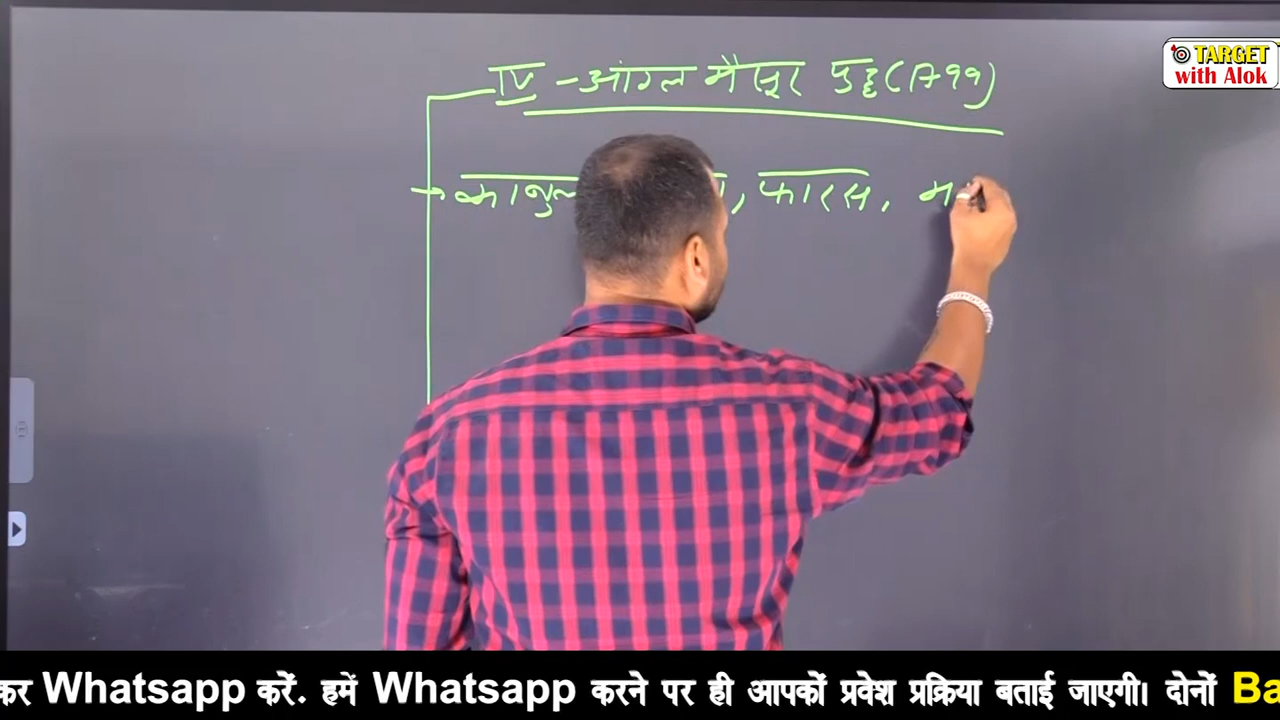 TARGET
with Alok
IV - आंग्ल मैसूर युद्ध (1799)
→ काबुल , फारस,
कर Whatsapp करें. हमें Whatsapp करने पर ही आपकों प्रवेश प्रक्रिया बताई जाएगी। दोनों Ba